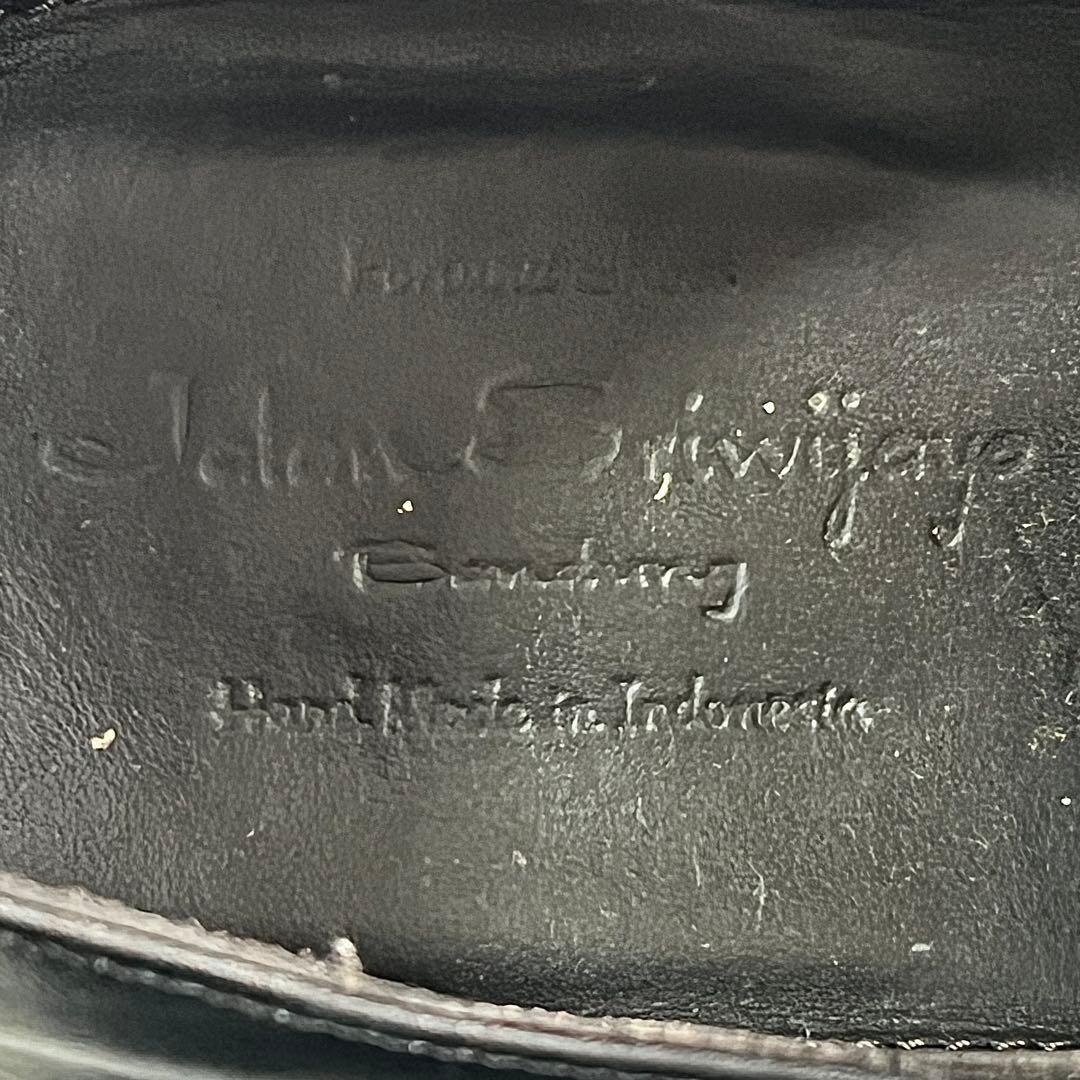 Jalan Sriwijaya
Bandung
Hand Made in Indonesia